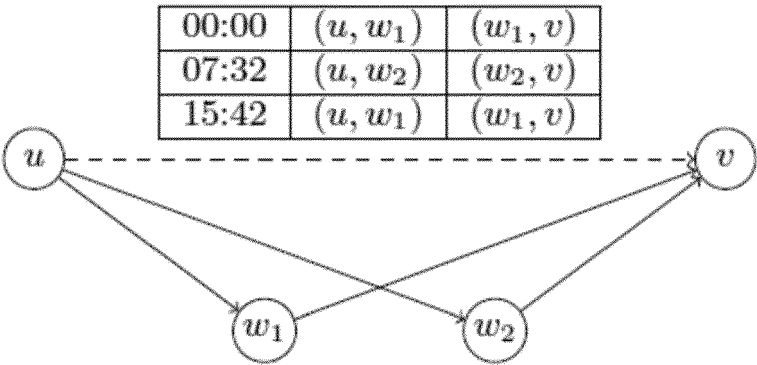 00:00 (u, w₁) (w₁, v)
07:32 (u, w₂) (w₂, v)
15:42 (u, w₁) (w₁, v)
u v
w₁ w₂